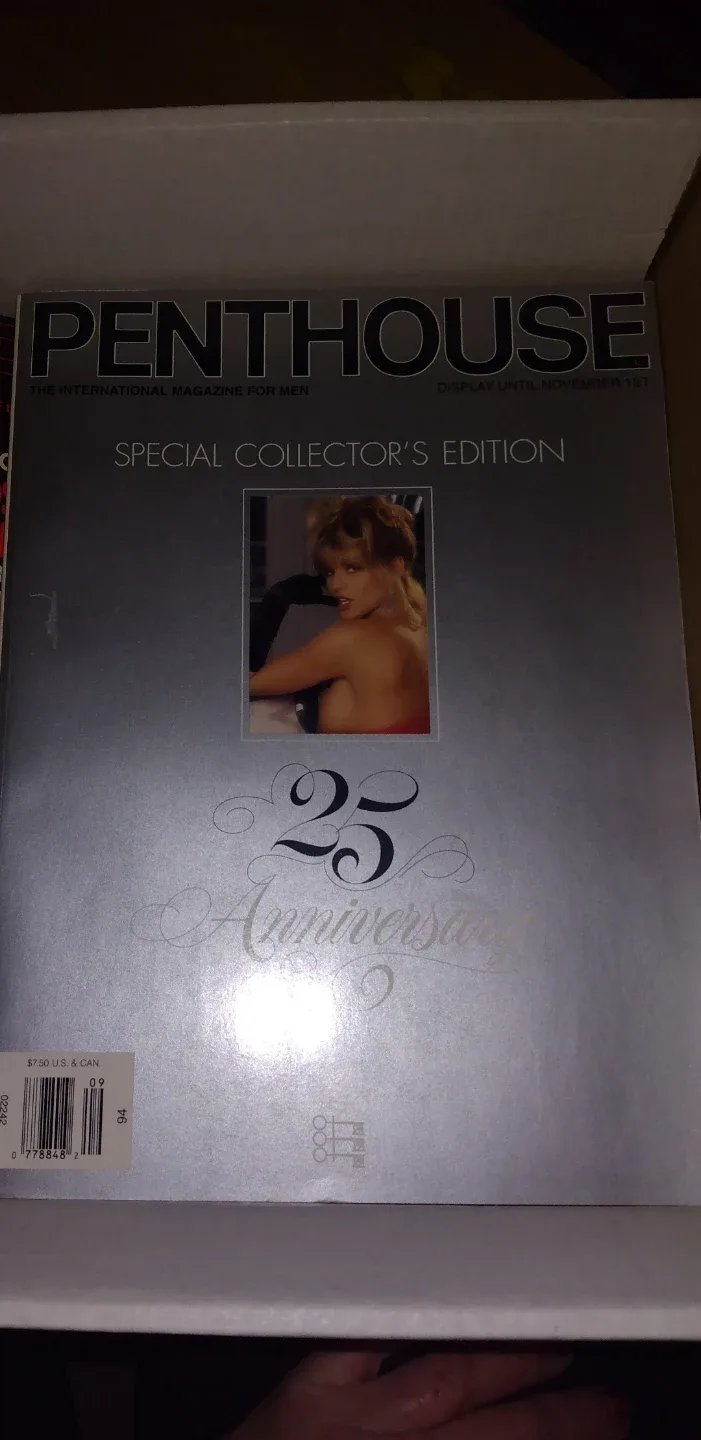 PENTHOUSE
THE INTERNATIONAL MAGAZINE FOR MEN
DISPLAY UNTIL NOVEMBER 1ST
SPECIAL COLLECTOR'S EDITION
25
Anniversary
$7.50 U.S. & CAN.
09
94
02242
0 778848 2